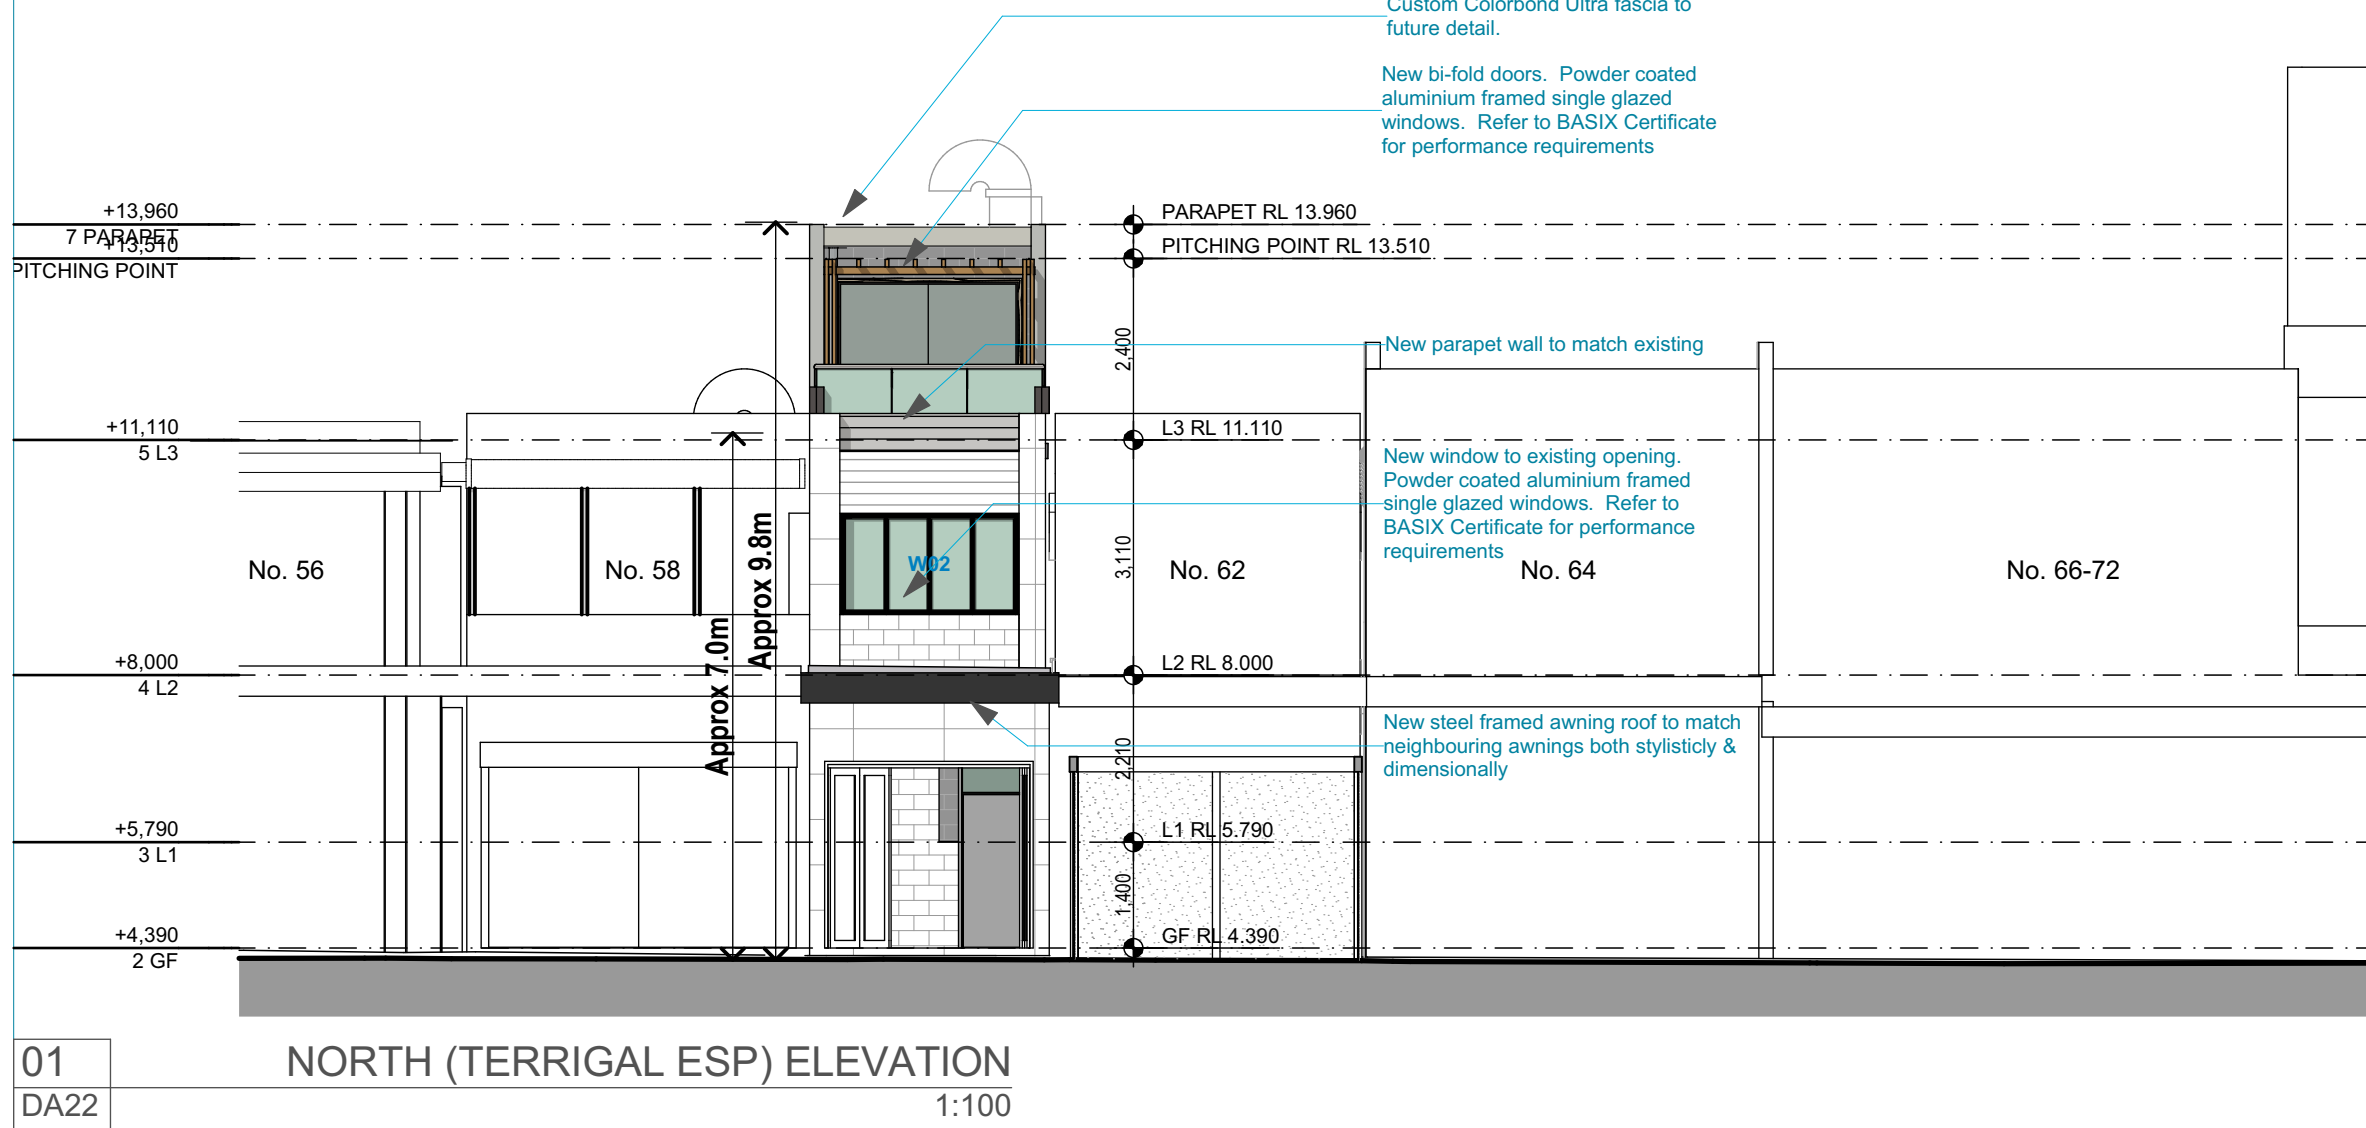 Custom Colorbond Ultra fascia to
future detail.
New bi-fold doors.  Powder coated
aluminium framed single glazed
windows.  Refer to BASIX Certificate
for performance requirements
+13,960
7 PARAPET
+13,510
PITCHING POINT
PARAPET RL 13.960
PITCHING POINT RL 13.510
2,400
New parapet wall to match existing
+11,110
5 L3
L3 RL 11.110
New window to existing opening.
Powder coated aluminium framed
single glazed windows.  Refer to
BASIX Certificate for performance
requirements
No. 56
No. 58
Approx 9.8m
Approx 7.0m
W02
3,110
No. 62
No. 64
No. 66-72
+8,000
4 L2
L2 RL 8.000
New steel framed awning roof to match
neighbouring awnings both stylisticly &
dimensionally
2,210
+5,790
3 L1
L1 RL 5.790
1,400
+4,390
2 GF
GF RL 4.390
01
NORTH (TERRIGAL ESP) ELEVATION
DA22
1:100